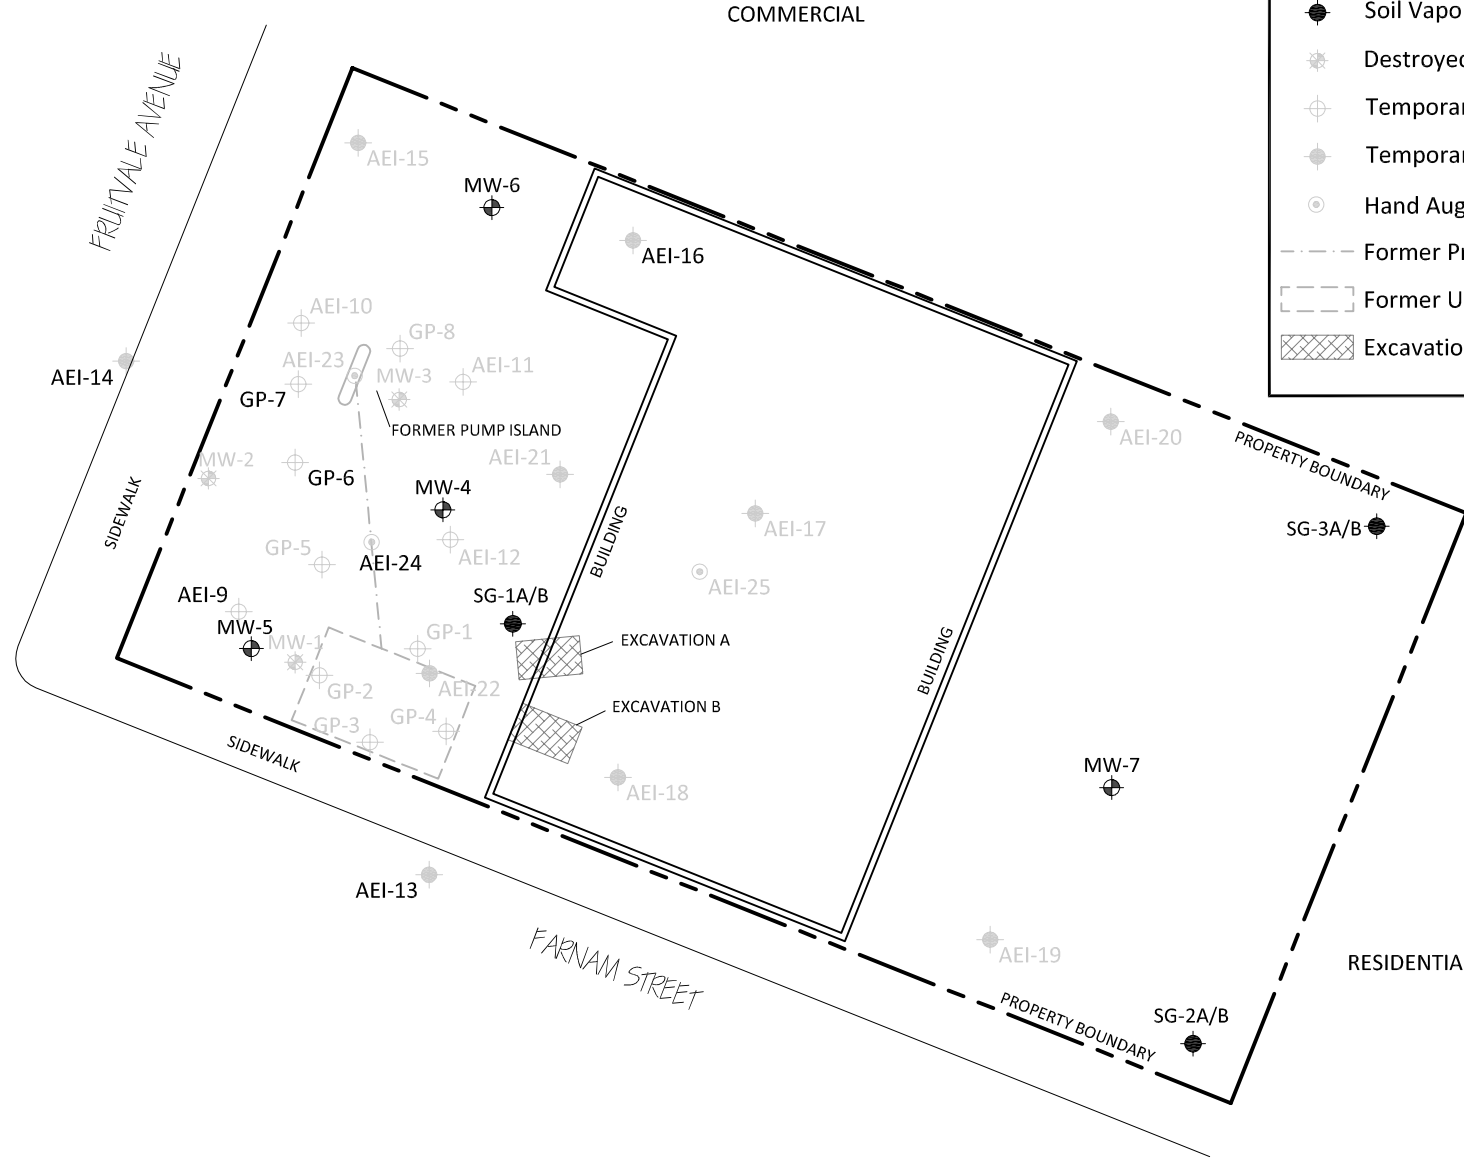 COMMERCIAL
Soil Vapo
Destroyed
Temporar
Temporar
Hand Aug
Former Pr
Former U
Excavatio
FRUITVALE AVENUE
AEI-15
MW-6
AEI-16
AEI-10
GP-8
AEI-23
MW-3
AEI-11
AEI-14
GP-7
FORMER PUMP ISLAND
AEI-20
PROPERTY BOUNDARY
MW-2
GP-6
AEI-21
MW-4
SIDEWALK
BUILDING
AEI-17
SG-3A/B
GP-5
AEI-24
AEI-12
AEI-25
AEI-9
SG-1A/B
MW-5
MW-1
GP-1
EXCAVATION A
BUILDING
GP-2
AEI-22
GP-3
GP-4
EXCAVATION B
SIDEWALK
AEI-18
MW-7
AEI-13
FARNAM STREET
AEI-19
RESIDENTIA
PROPERTY BOUNDARY
SG-2A/B